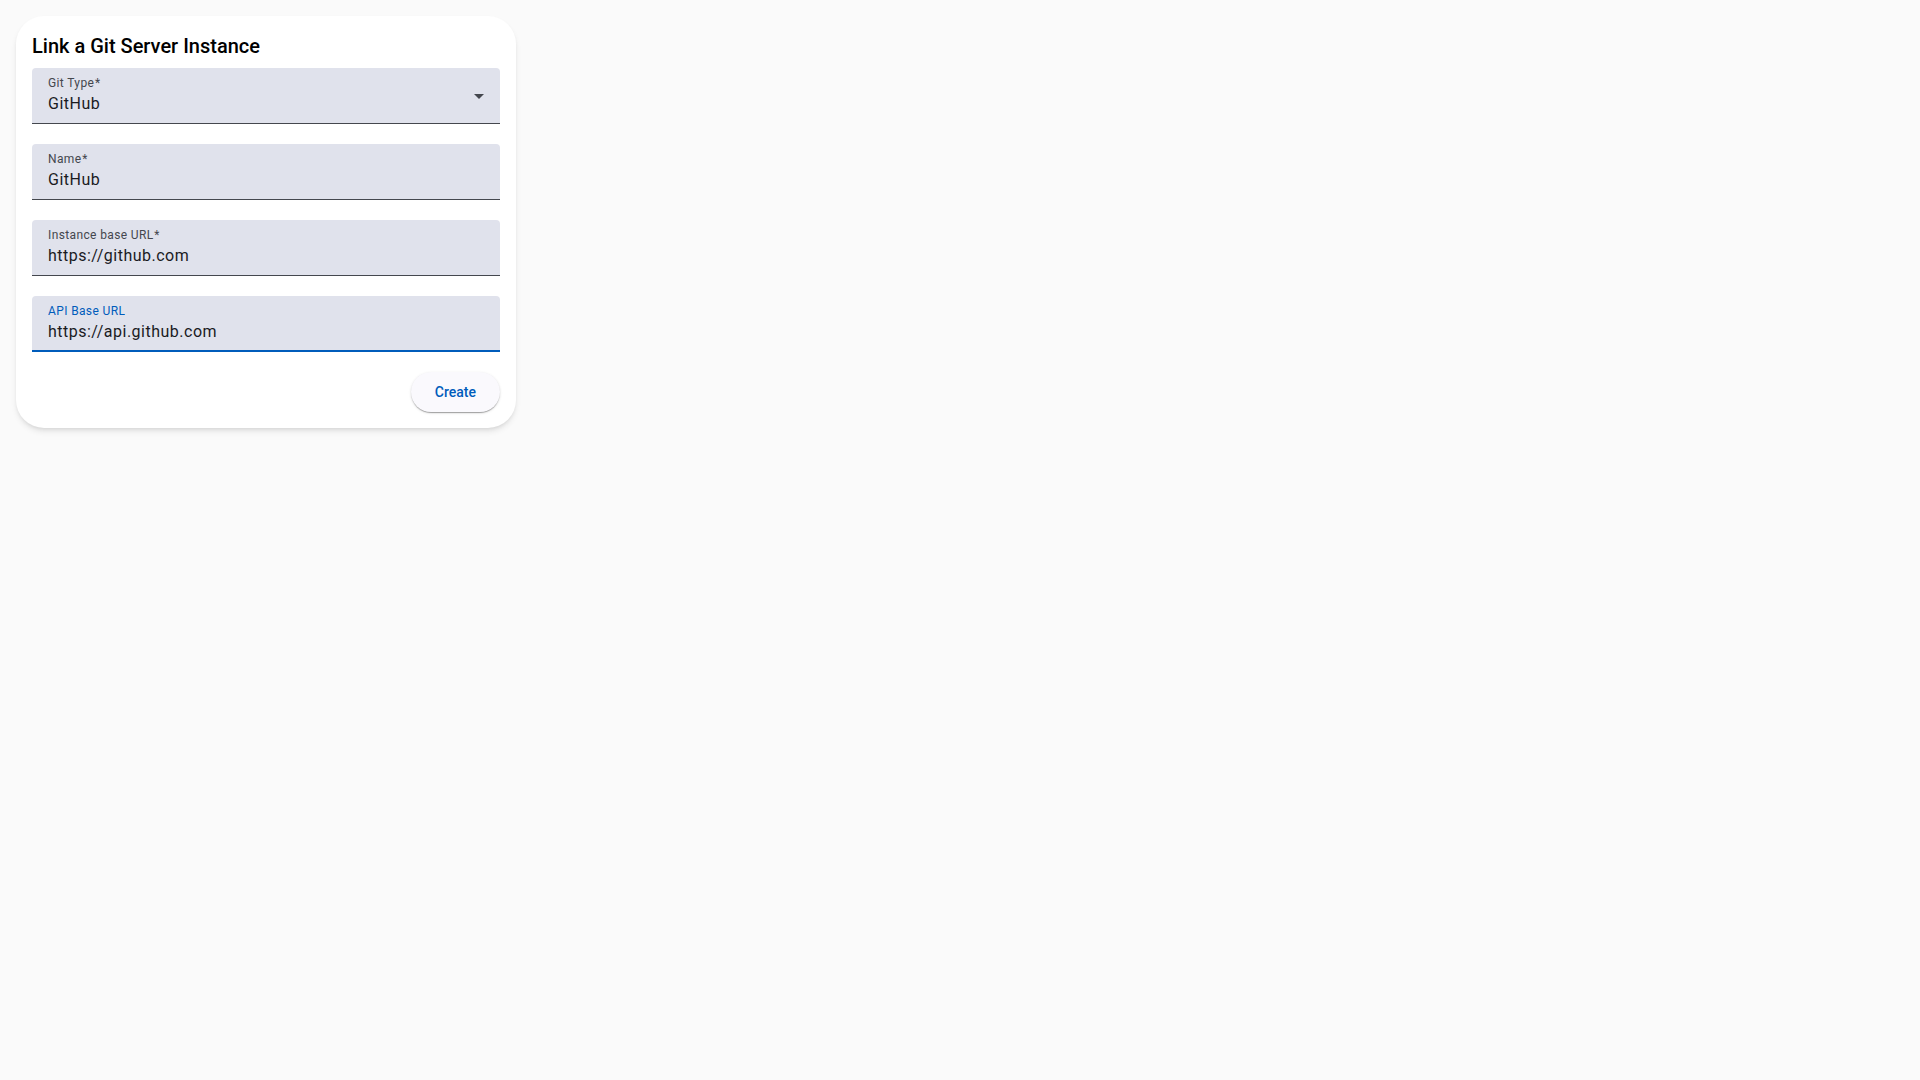 Link a Git Server Instance
Git Type*
GitHub
Name*
GitHub
Instance base URL*
https://github.com
API Base URL
https://api.github.com
Create